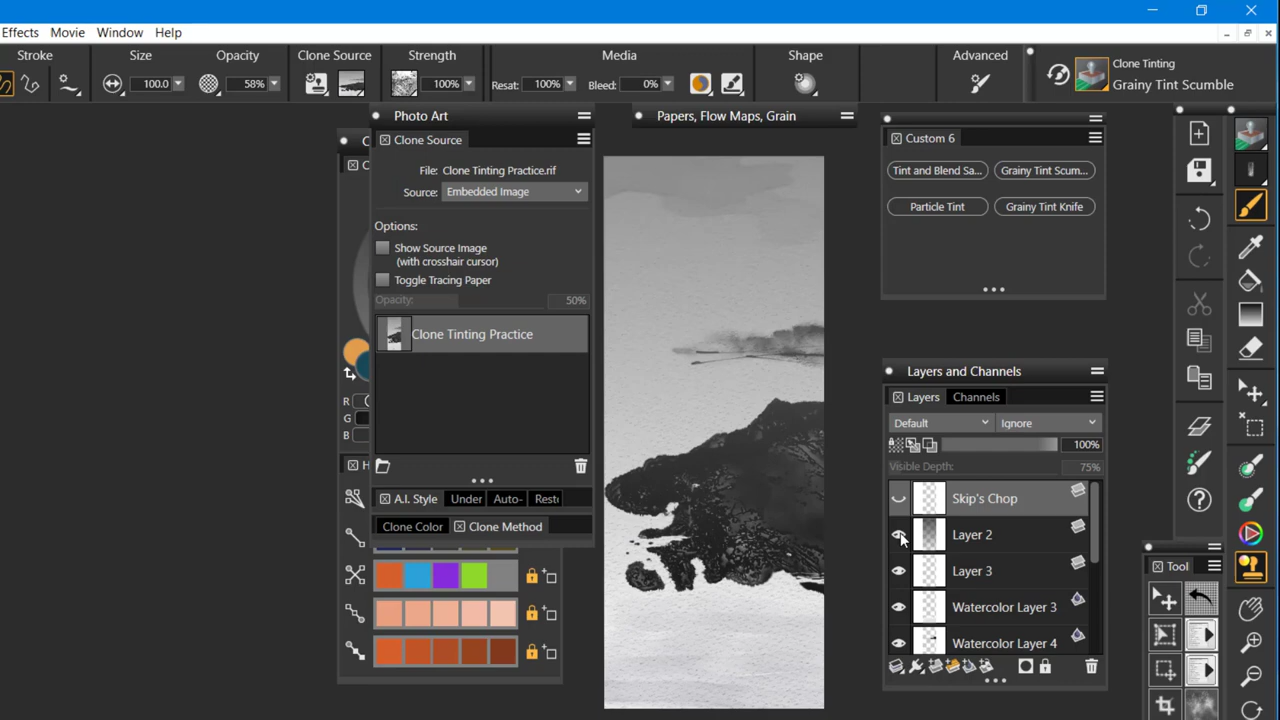 Effects Movie Window Help
Stroke Size Opacity Clone Source Strength Media Shape Advanced Clone Tinting
100.0 58% 100% Resat: 100% Bleed: 0% Grainy Tint Scumble
Photo Art
Papers, Flow Maps, Grain
Clone Source
File: Clone Tinting Practice.rif
Source: Embedded Image
Options:
Show Source Image
(with crosshair cursor)
Toggle Tracing Paper
Opacity: 50%
Clone Tinting Practice
R
G
B
A.I. Style Under Auto- Resto
Clone Color Clone Method
Custom 6
Tint and Blend Sa... Grainy Tint Scum...
Particle Tint Grainy Tint Knife
Layers and Channels
Layers Channels
Default Ignore
100%
Visible Depth: 75%
Skip's Chop
Layer 2
Layer 3
Watercolor Layer 3
Watercolor Layer 4
Tool